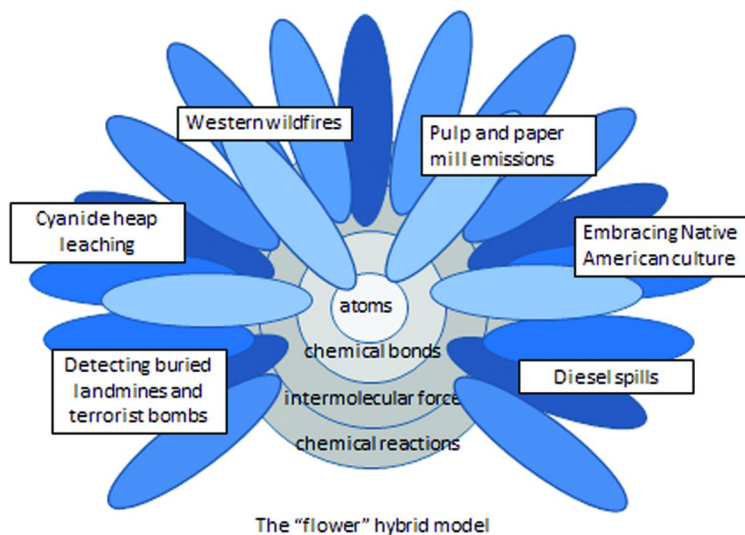 Western wildfires
Pulp and paper
mill emissions
Cyanide heap
leaching
Embracing Native
American culture
atoms
chemical bonds
Detecting buried
landmines and
terrorist bombs
Diesel spills
intermolecular force
chemical reactions
The “flower” hybrid model